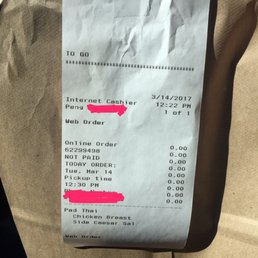 TO GO
Internet Cashier 3/14/2017
Peng 12:22 PM
1 of 1
Web Order
Online Order 0.00
62299498 0.00
NOT PAID 0.00
TODAY ORDER: 0.00
Tue, Mar 14 0.00
Pickup time 0.00
12:30 PM 0.00
0.00
0.00
Pad Thai
Chicken Breast
Side Caesar Sal
Web Order